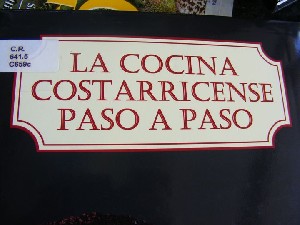 C.R.
641.5
C659c
LA COCINA
COSTARRICENSE
PASO A PASO